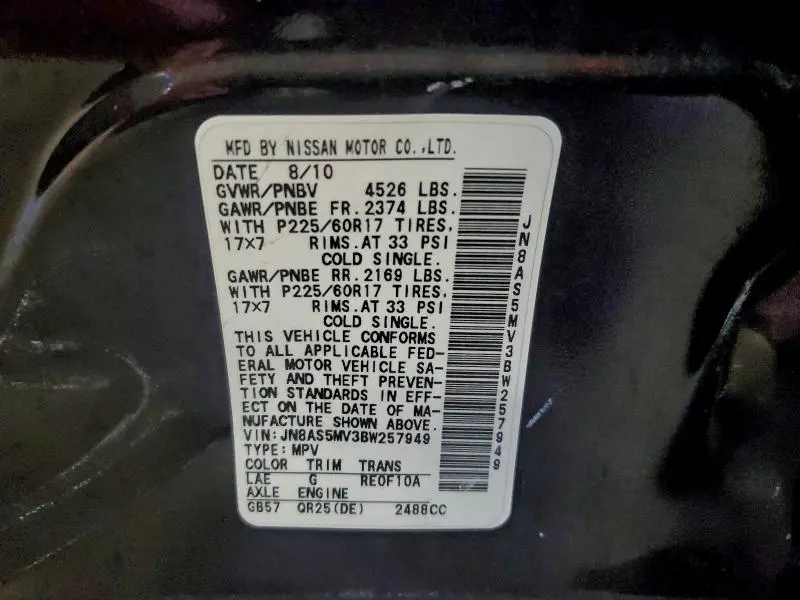 MFD BY NISSAN MOTOR CO.,LTD.
DATE 8/10
GVWR/PNBV 4526 LBS.
GAWR/PNBE FR. 2374 LBS.
WITH P225/60R17 TIRES,
17x7 RIMS.AT 33 PSI
COLD SINGLE.
GAWR/PNBE RR. 2169 LBS.
WITH P225/60R17 TIRES,
17x7 RIMS.AT 33 PSI
COLD SINGLE.
THIS VEHICLE CONFORMS
TO ALL APPLICABLE FED-
ERAL MOTOR VEHICLE SA-
FETY AND THEFT PREVEN-
TION STANDARDS IN EFF-
ECT ON THE DATE OF MA-
NUFACTURE SHOWN ABOVE.
VIN:JN8AS5MV3BW257949
TYPE:MPV
COLOR TRIM TRANS
LAE G RE0F10A
AXLE ENGINE
GB57 QR25(DE) 2488CC
JN8AS5MV3BW257949